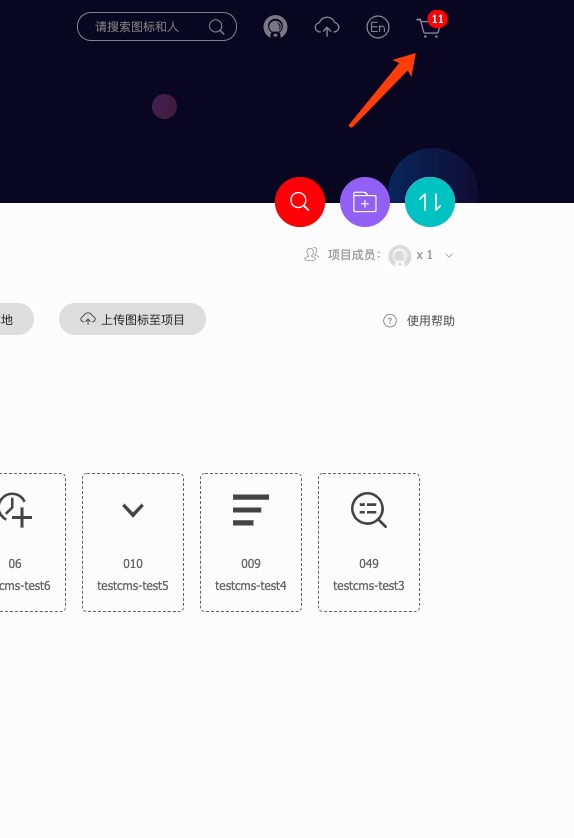 请搜索图标和人
En
11
项目成员：
x 1
地
上传图标至项目
使用帮助
06
cms-test6
010
testcms-test5
009
testcms-test4
049
testcms-test3